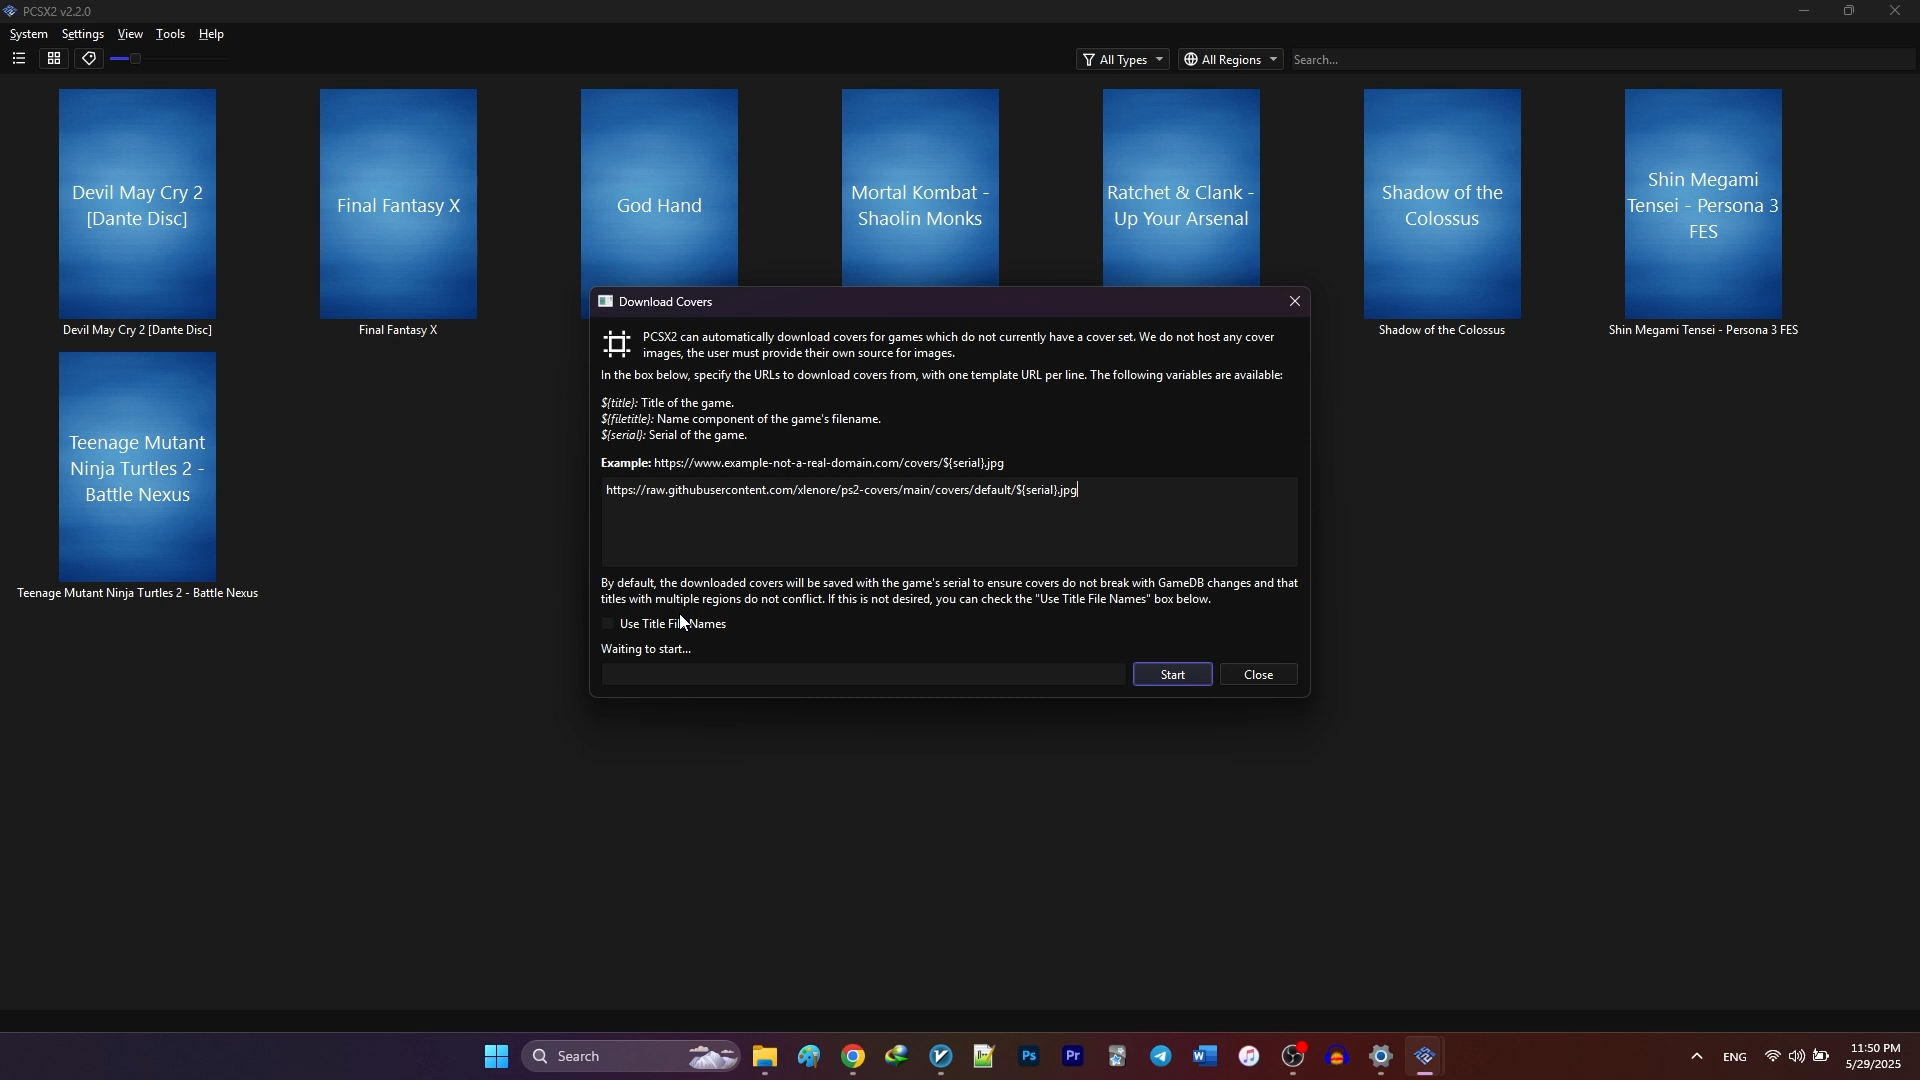 PCSX2 v2.2.0
System Settings View Tools Help
All Types All Regions Search...
Devil May Cry 2
[Dante Disc]
Final Fantasy X
God Hand
Mortal Kombat -
Shaolin Monks
Ratchet & Clank -
Up Your Arsenal
Shadow of the
Colossus
Shin Megami
Tensei - Persona 3
FES
Devil May Cry 2 [Dante Disc]
Final Fantasy X
Shadow of the Colossus
Shin Megami Tensei - Persona 3 FES
Teenage Mutant
Ninja Turtles 2 -
Battle Nexus
Teenage Mutant Ninja Turtles 2 - Battle Nexus
Download Covers
PCSX2 can automatically download covers for games which do not currently have a cover set. We do not host any cover
images, the user must provide their own source for images.
In the box below, specify the URLs to download covers from, with one template URL per line. The following variables are available:
${title}: Title of the game.
${filetitle}: Name component of the game's filename.
${serial}: Serial of the game.
Example: https://www.example-not-a-real-domain.com/covers/${serial}.jpg
https://raw.githubusercontent.com/xlenore/ps2-covers/main/covers/default/${serial}.jpg
By default, the downloaded covers will be saved with the game's serial to ensure covers do not break with GameDB changes and that
titles with multiple regions do not conflict. If this is not desired, you can check the "Use Title File Names" box below.
Use Title File Names
Waiting to start...
Start Close
Search
Ps
Pr
W
ENG
11:50 PM
5/29/2025